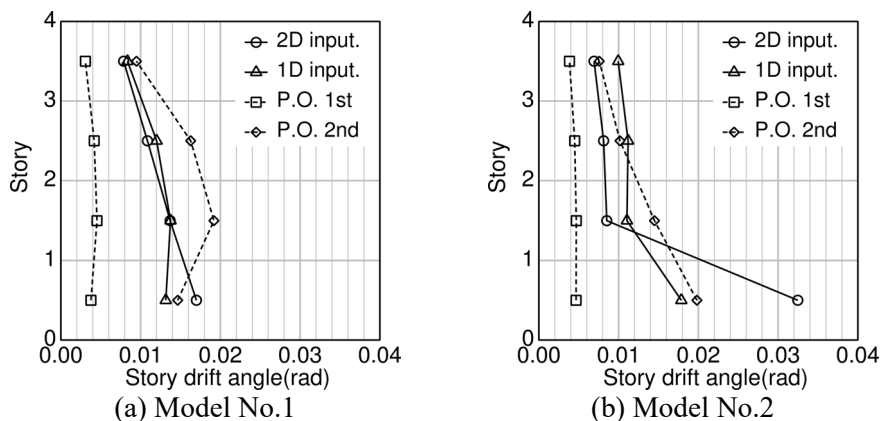 4
3
2
1
0
Story
2D input.
1D input.
P.O. 1st
P.O. 2nd
0.00 0.01 0.02 0.03 0.04
Story drift angle(rad)
(a) Model No.1
4
3
2
1
0
Story
2D input.
1D input.
P.O. 1st
P.O. 2nd
0.00 0.01 0.02 0.03 0.04
Story drift angle(rad)
(b) Model No.2